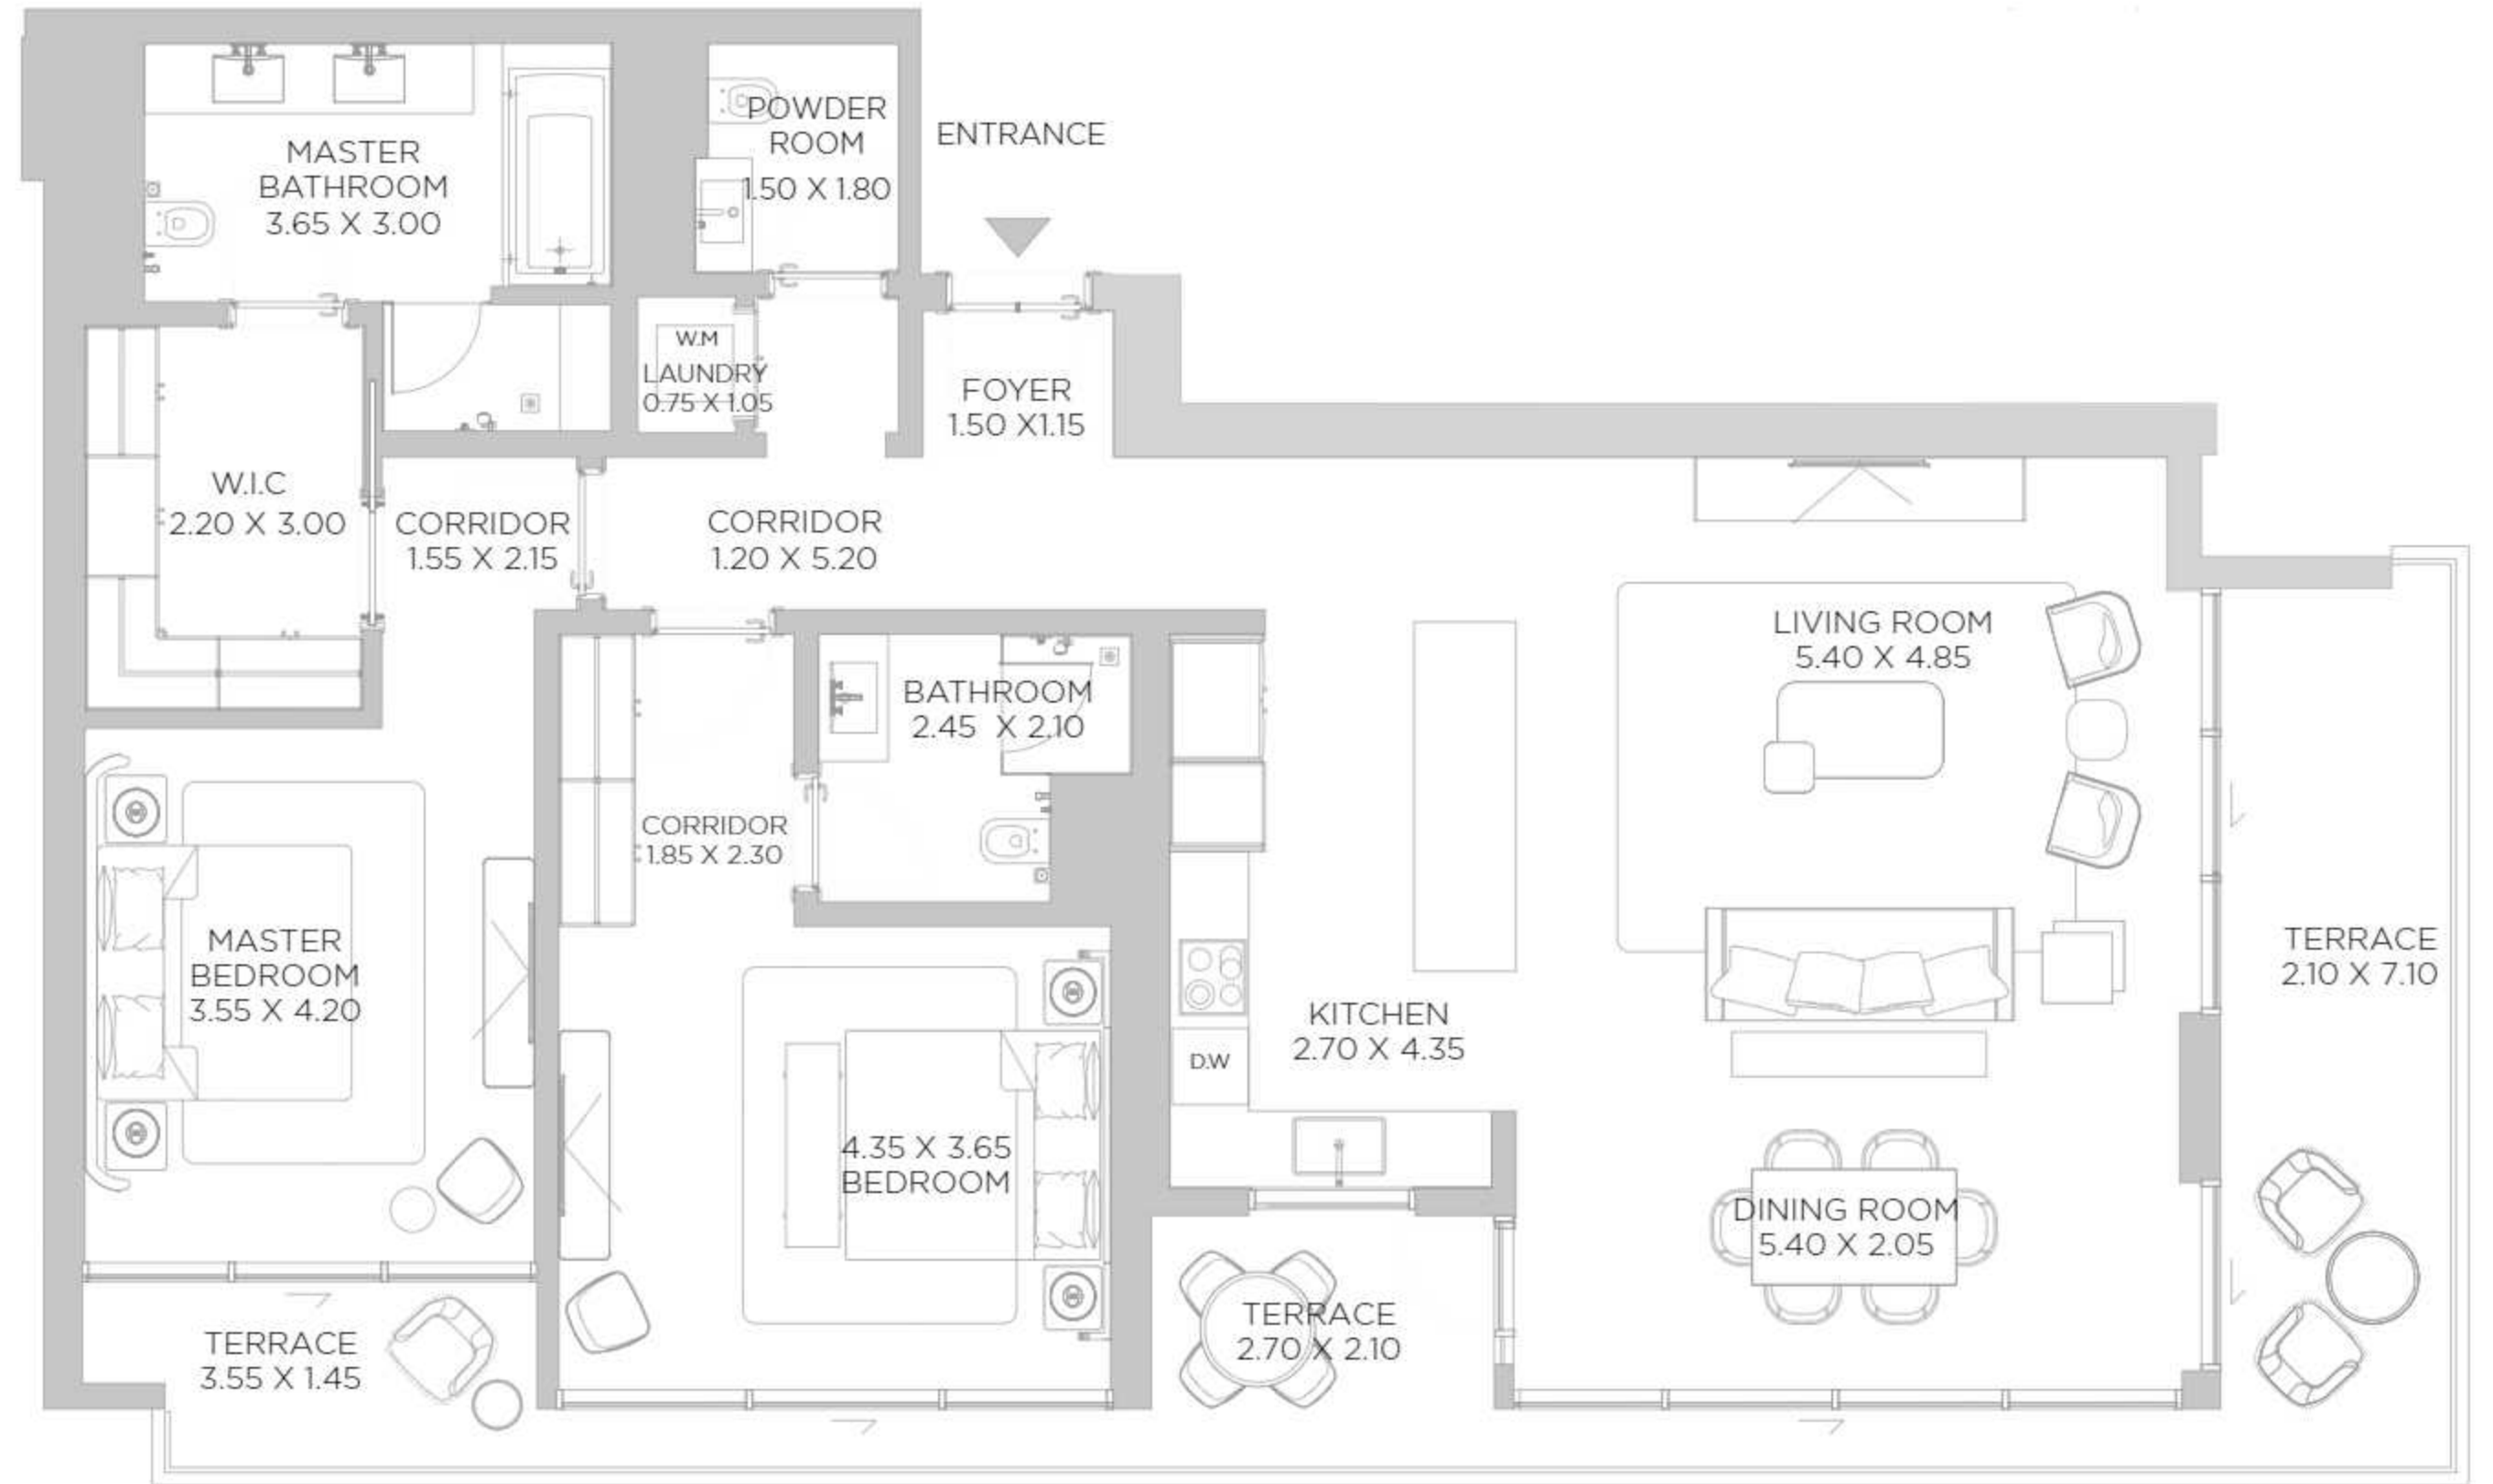 POWDER
ROOM
1.50 X 1.80
ENTRANCE
MASTER
BATHROOM
3.65 X 3.00
W.M
LAUNDRY
0.75 X 1.05
FOYER
1.50 X1.15
W.I.C
2.20 X 3.00
CORRIDOR
1.55 X 2.15
CORRIDOR
1.20 X 5.20
LIVING ROOM
5.40 X 4.85
BATHROOM
2.45 X 2.10
CORRIDOR
1.85 X 2.30
MASTER
BEDROOM
3.55 X 4.20
TERRACE
2.10 X 7.10
KITCHEN
2.70 X 4.35
D.W
4.35 X 3.65
BEDROOM
DINING ROOM
5.40 X 2.05
TERRACE
3.55 X 1.45
TERRACE
2.70 X 2.10